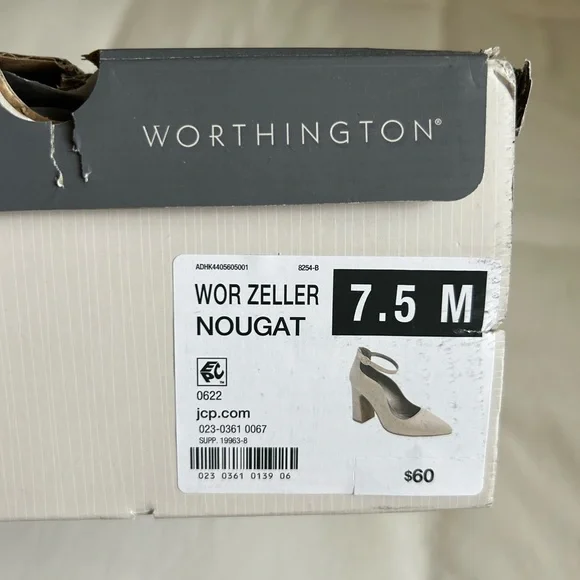 WORTHINGTON®
ADHK4405605001 8254-B
WOR ZELLER 7.5 M
NOUGAT
EPC™
0622
jcp.com
023-0361 0067
SUPP. 19963-8
023 0361 0139 06
$60